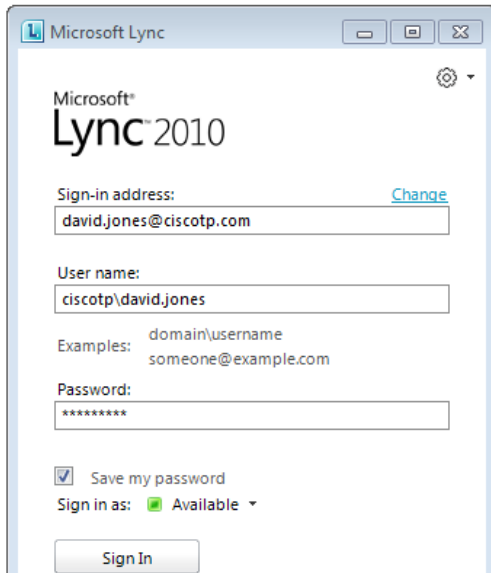 Microsoft Lync
Microsoft®
Lync™ 2010
Sign-in address:
Change
david.jones@ciscotp.com
User name:
ciscotp\david.jones
Examples:
domain\username
someone@example.com
Password:
*********
Save my password
Sign in as: Available
Sign In